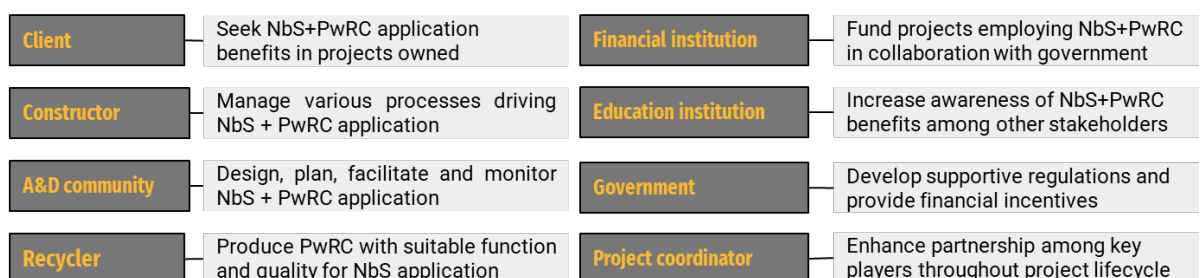 Client
Seek NbS+PwRC application
benefits in projects owned
Constructor
Manage various processes driving
NbS + PwRC application
A&D community
Design, plan, facilitate and monitor
NbS + PwRC application
Recycler
Produce PwRC with suitable function
and quality for NbS application
Financial institution
Fund projects employing NbS+PwRC
in collaboration with government
Education institution
Increase awareness of NbS+PwRC
benefits among other stakeholders
Government
Develop supportive regulations and
provide financial incentives
Project coordinator
Enhance partnership among key
players throughout project lifecycle